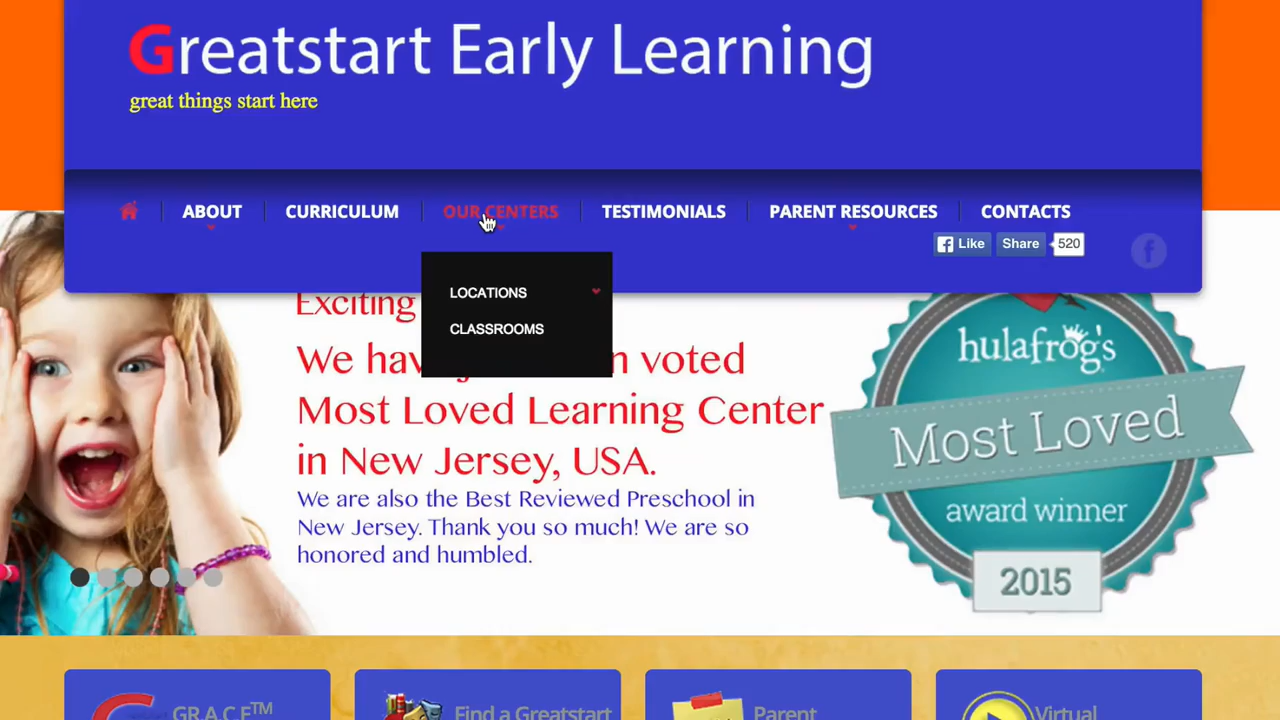 Greatstart Early Learning
great things start here
ABOUT
CURRICULUM
OUR CENTERS
TESTIMONIALS
PARENT RESOURCES
CONTACTS
Like
Share
520
LOCATIONS
CLASSROOMS
Exciting
We have voted
Most Loved Learning Center
in New Jersey, USA.
We are also the Best Reviewed Preschool in
New Jersey. Thank you so much! We are so
honored and humbled.
hulafrog's
Most Loved
award winner
2015
G.R.A.C.E™
Find a Greatstart
Parent
Virtual